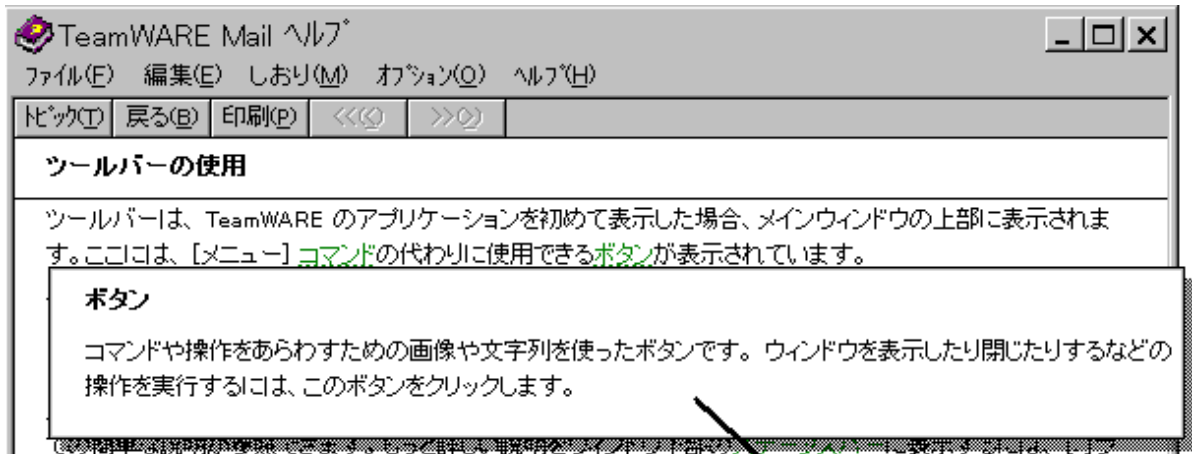 TeamWARE Mail ﾍﾙﾌﾟ
ﾌｧｲﾙ(F) 編集(E) しおり(M) ｵﾌﾟｼｮﾝ(O) ﾍﾙﾌﾟ(H)
ﾄﾋﾟｯｸ(T) 戻る(B) 印刷(P) <<(<) >>(>)
ツールバーの使用
ツールバーは、TeamWARE のアプリケーションを初めて表示した場合、メインウィンドウの上部に表示されま
す。ここには、[メニュー] コマンドの代わりに使用できるボタンが表示されています。
ボタン
コマンドや操作をあらわすための画像や文字列を使ったボタンです。ウィンドウを表示したり閉じたりするなどの
操作を実行するには、このボタンをクリックします。